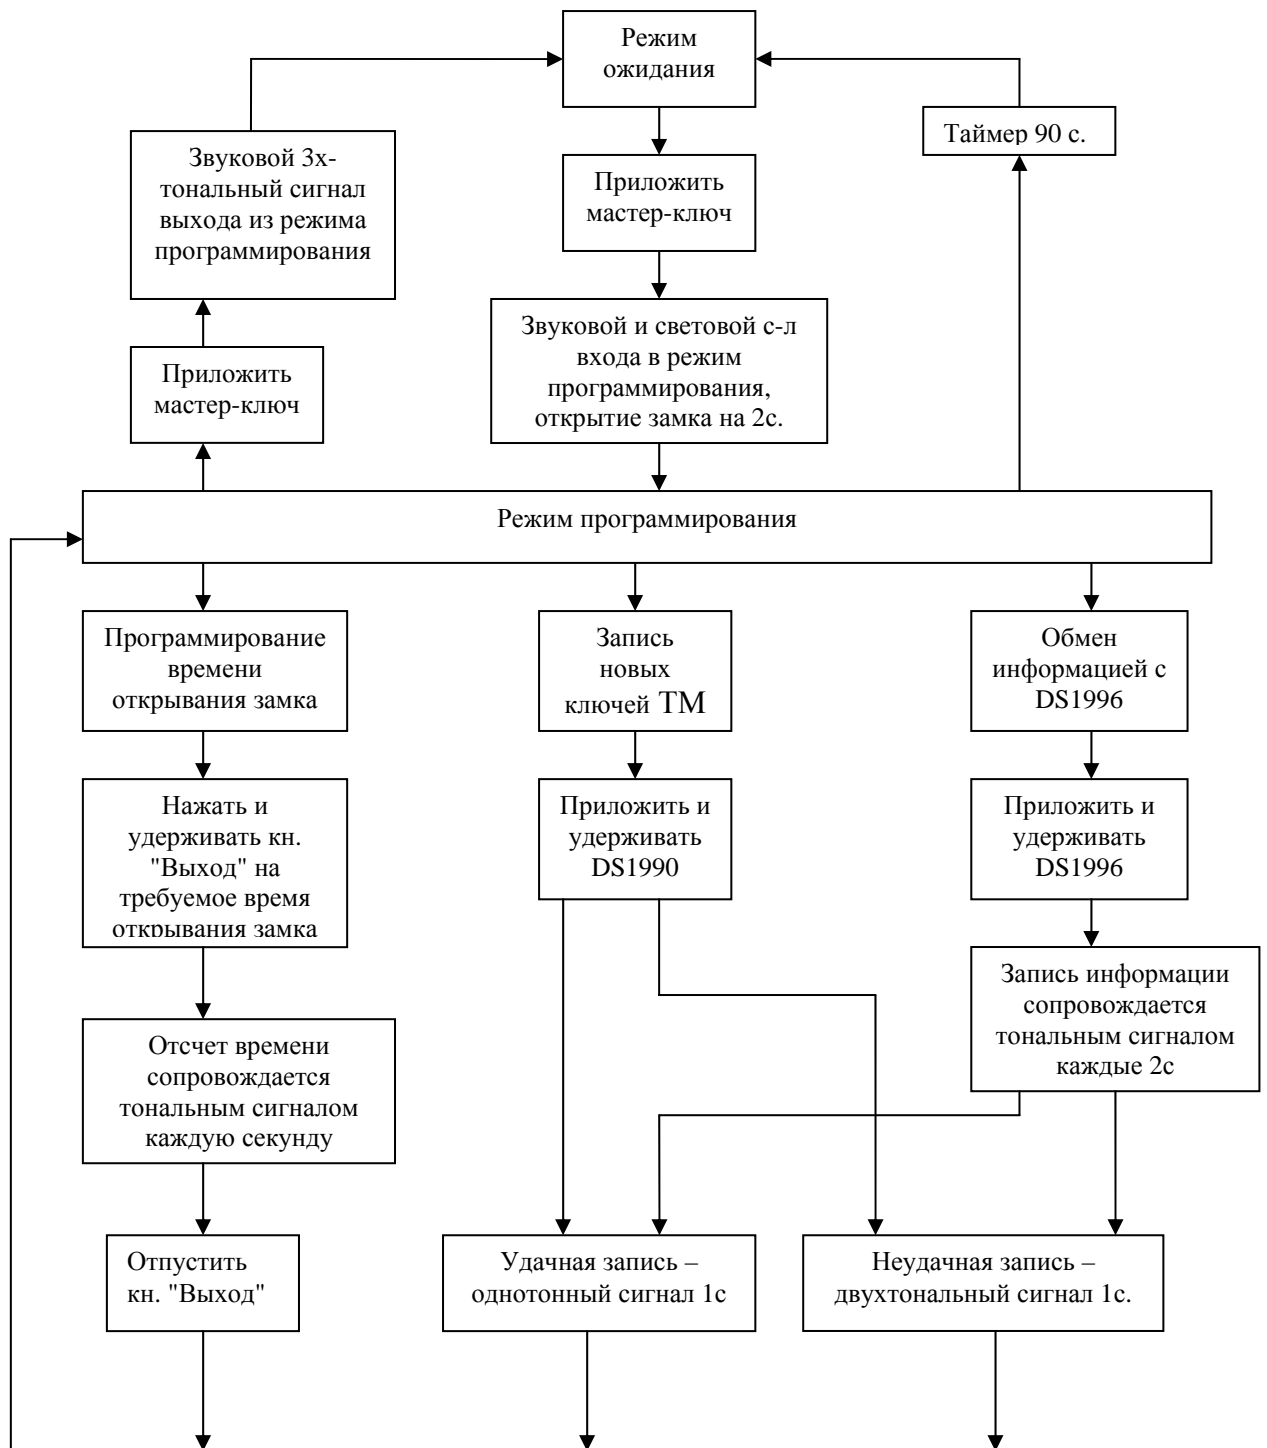 Режим
ожидания
Таймер 90 с.
Звуковой 3х-
тональный сигнал
выхода из режима
программирования
Приложить
мастер-ключ
Звуковой и световой с-л
входа в режим
программирования,
открытие замка на 2с.
Приложить
мастер-ключ
Режим программирования
Программирование
времени
открывания замка
Запись
новых
ключей ТМ
Обмен
информацией с
DS1996
Нажать и
удерживать кн.
"Выход" на
требуемое время
открывания замка
Приложить и
удерживать
DS1990
Приложить и
удерживать
DS1996
Запись информации
сопровождается
тональным сигналом
каждые 2с
Отсчет времени
сопровождается
тональным сигналом
каждую секунду
Отпустить
кн. "Выход"
Удачная запись –
однотонный сигнал 1с
Неудачная запись –
двухтональный сигнал 1с.